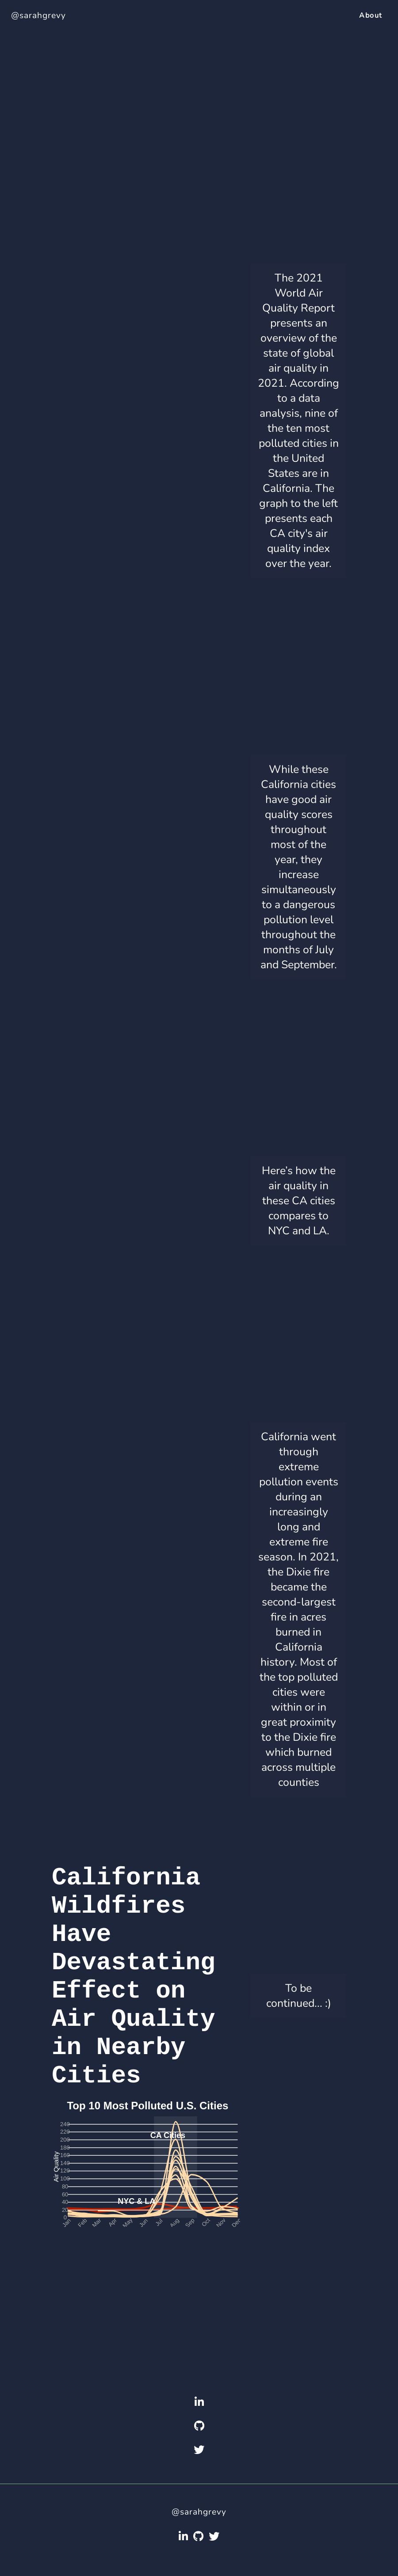 @sarahgrevy
About
The 2021
World Air
Quality Report
presents an
overview of the
state of global
air quality in
2021. According
to a data
analysis, nine of
the ten most
polluted cities in
the United
States are in
California. The
graph to the left
presents each
CA city's air
quality index
over the year.
While these
California cities
have good air
quality scores
throughout
most of the
year, they
increase
simultaneously
to a dangerous
pollution level
throughout the
months of July
and September.
Here's how the
air quality in
these CA cities
compares to
NYC and LA.
California went
through
extreme
pollution events
during an
increasingly
long and
extreme fire
season. In 2021,
the Dixie fire
became the
second-largest
fire in acres
burned in
California
history. Most of
the top polluted
cities were
within or in
great proximity
to the Dixie fire
which burned
across multiple
counties
California
Wildfires
Have
Devastating
Effect on
Air Quality
in Nearby
Cities
To be
continued... :)
Top 10 Most Polluted U.S. Cities
240
220
200
180
160
140
120
100
80
60
40
20
0
Air Quality
CA Cities
NYC & LA
Jan
Feb
Mar
Apr
May
Jun
Jul
Aug
Sep
Oct
Nov
Dec
in
@sarahgrevy
in